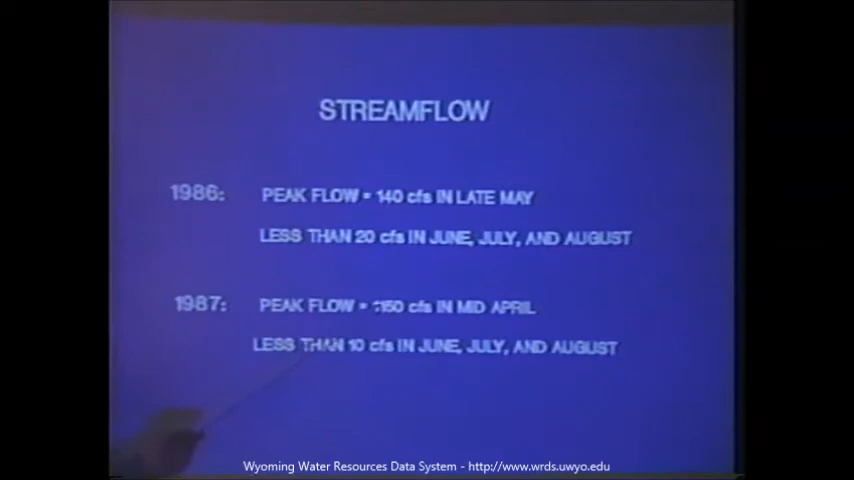 STREAMFLOW
1986: PEAK FLOW = 140 cfs IN LATE MAY
LESS THAN 20 cfs IN JUNE, JULY, AND AUGUST
1987: PEAK FLOW = cfs IN MID APRIL
LESS THAN 10 cfs IN JUNE, JULY, AND AUGUST
Wyoming Water Resources Data System - http://www.wrds.uwyo.edu